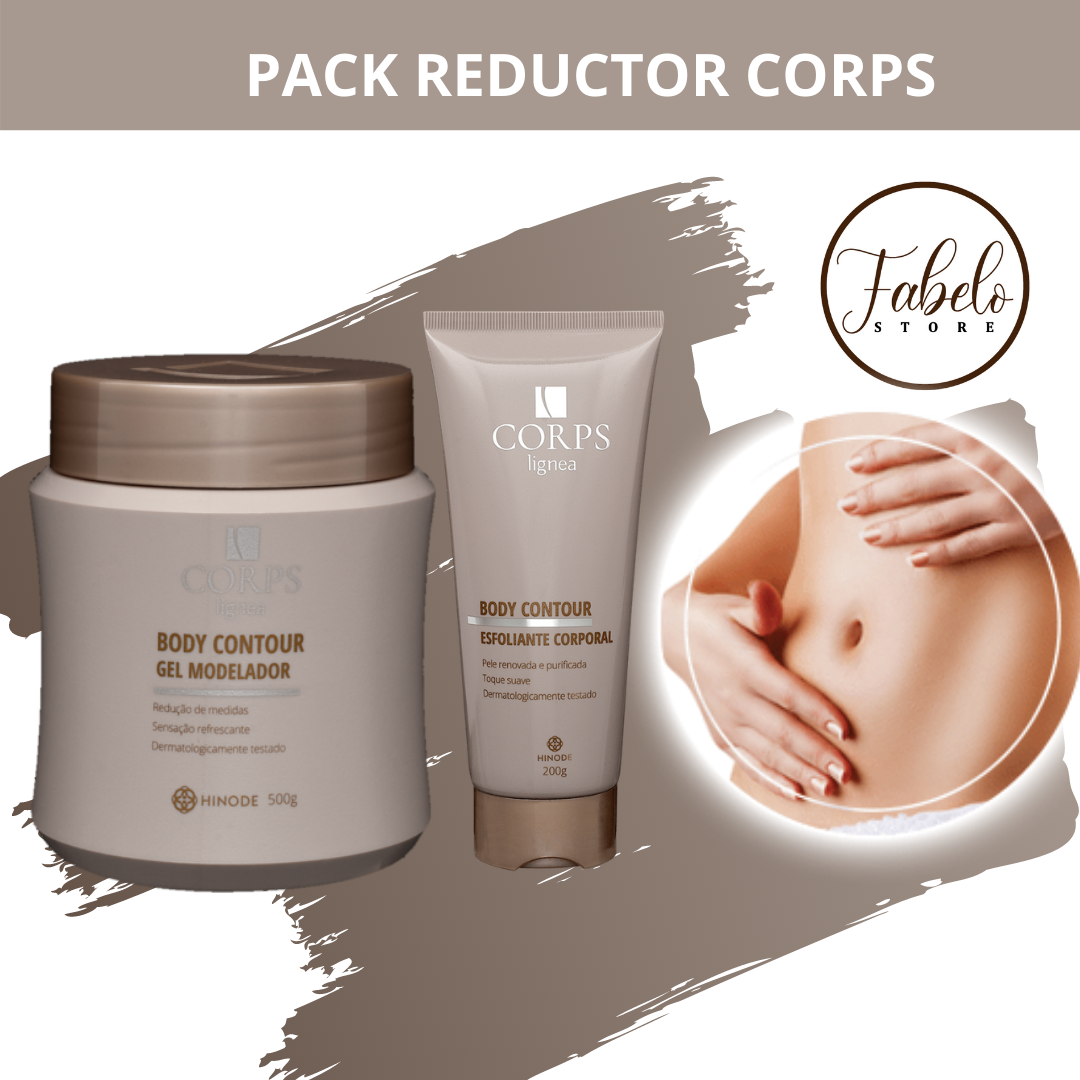 PACK REDUCTOR CORPS
Fabelo
STORE
CORPS
lignea
BODY CONTOUR
GEL MODELADOR
Redução de medidas
Sensação refrescante
Dermatologicamente testado
HINODE 500g
CORPS
lignea
BODY CONTOUR
ESFOLIANTE CORPORAL
Pele renovada e purificada
Toque suave
Dermatologicamente testado
HINODE
200g